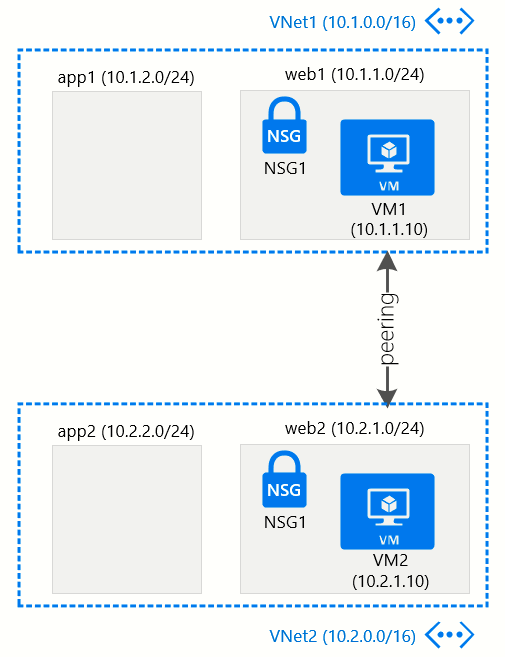 VNet1 (10.1.0.0/16)
app1 (10.1.2.0/24)
web1 (10.1.1.0/24)
NSG
NSG1
VM
VM1
(10.1.1.10)
peering
app2 (10.2.2.0/24)
web2 (10.2.1.0/24)
NSG
NSG1
VM
VM2
(10.2.1.10)
VNet2 (10.2.0.0/16)